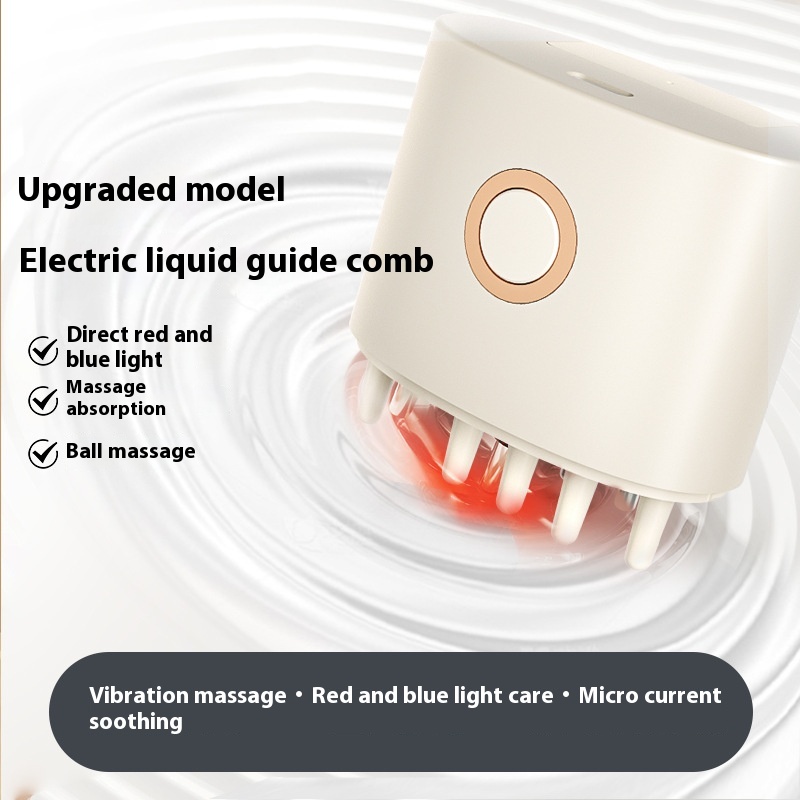 Upgraded model
Electric liquid guide comb
Direct red and
blue light
Massage
absorption
Ball massage
Vibration massage • Red and blue light care • Micro current
soothing